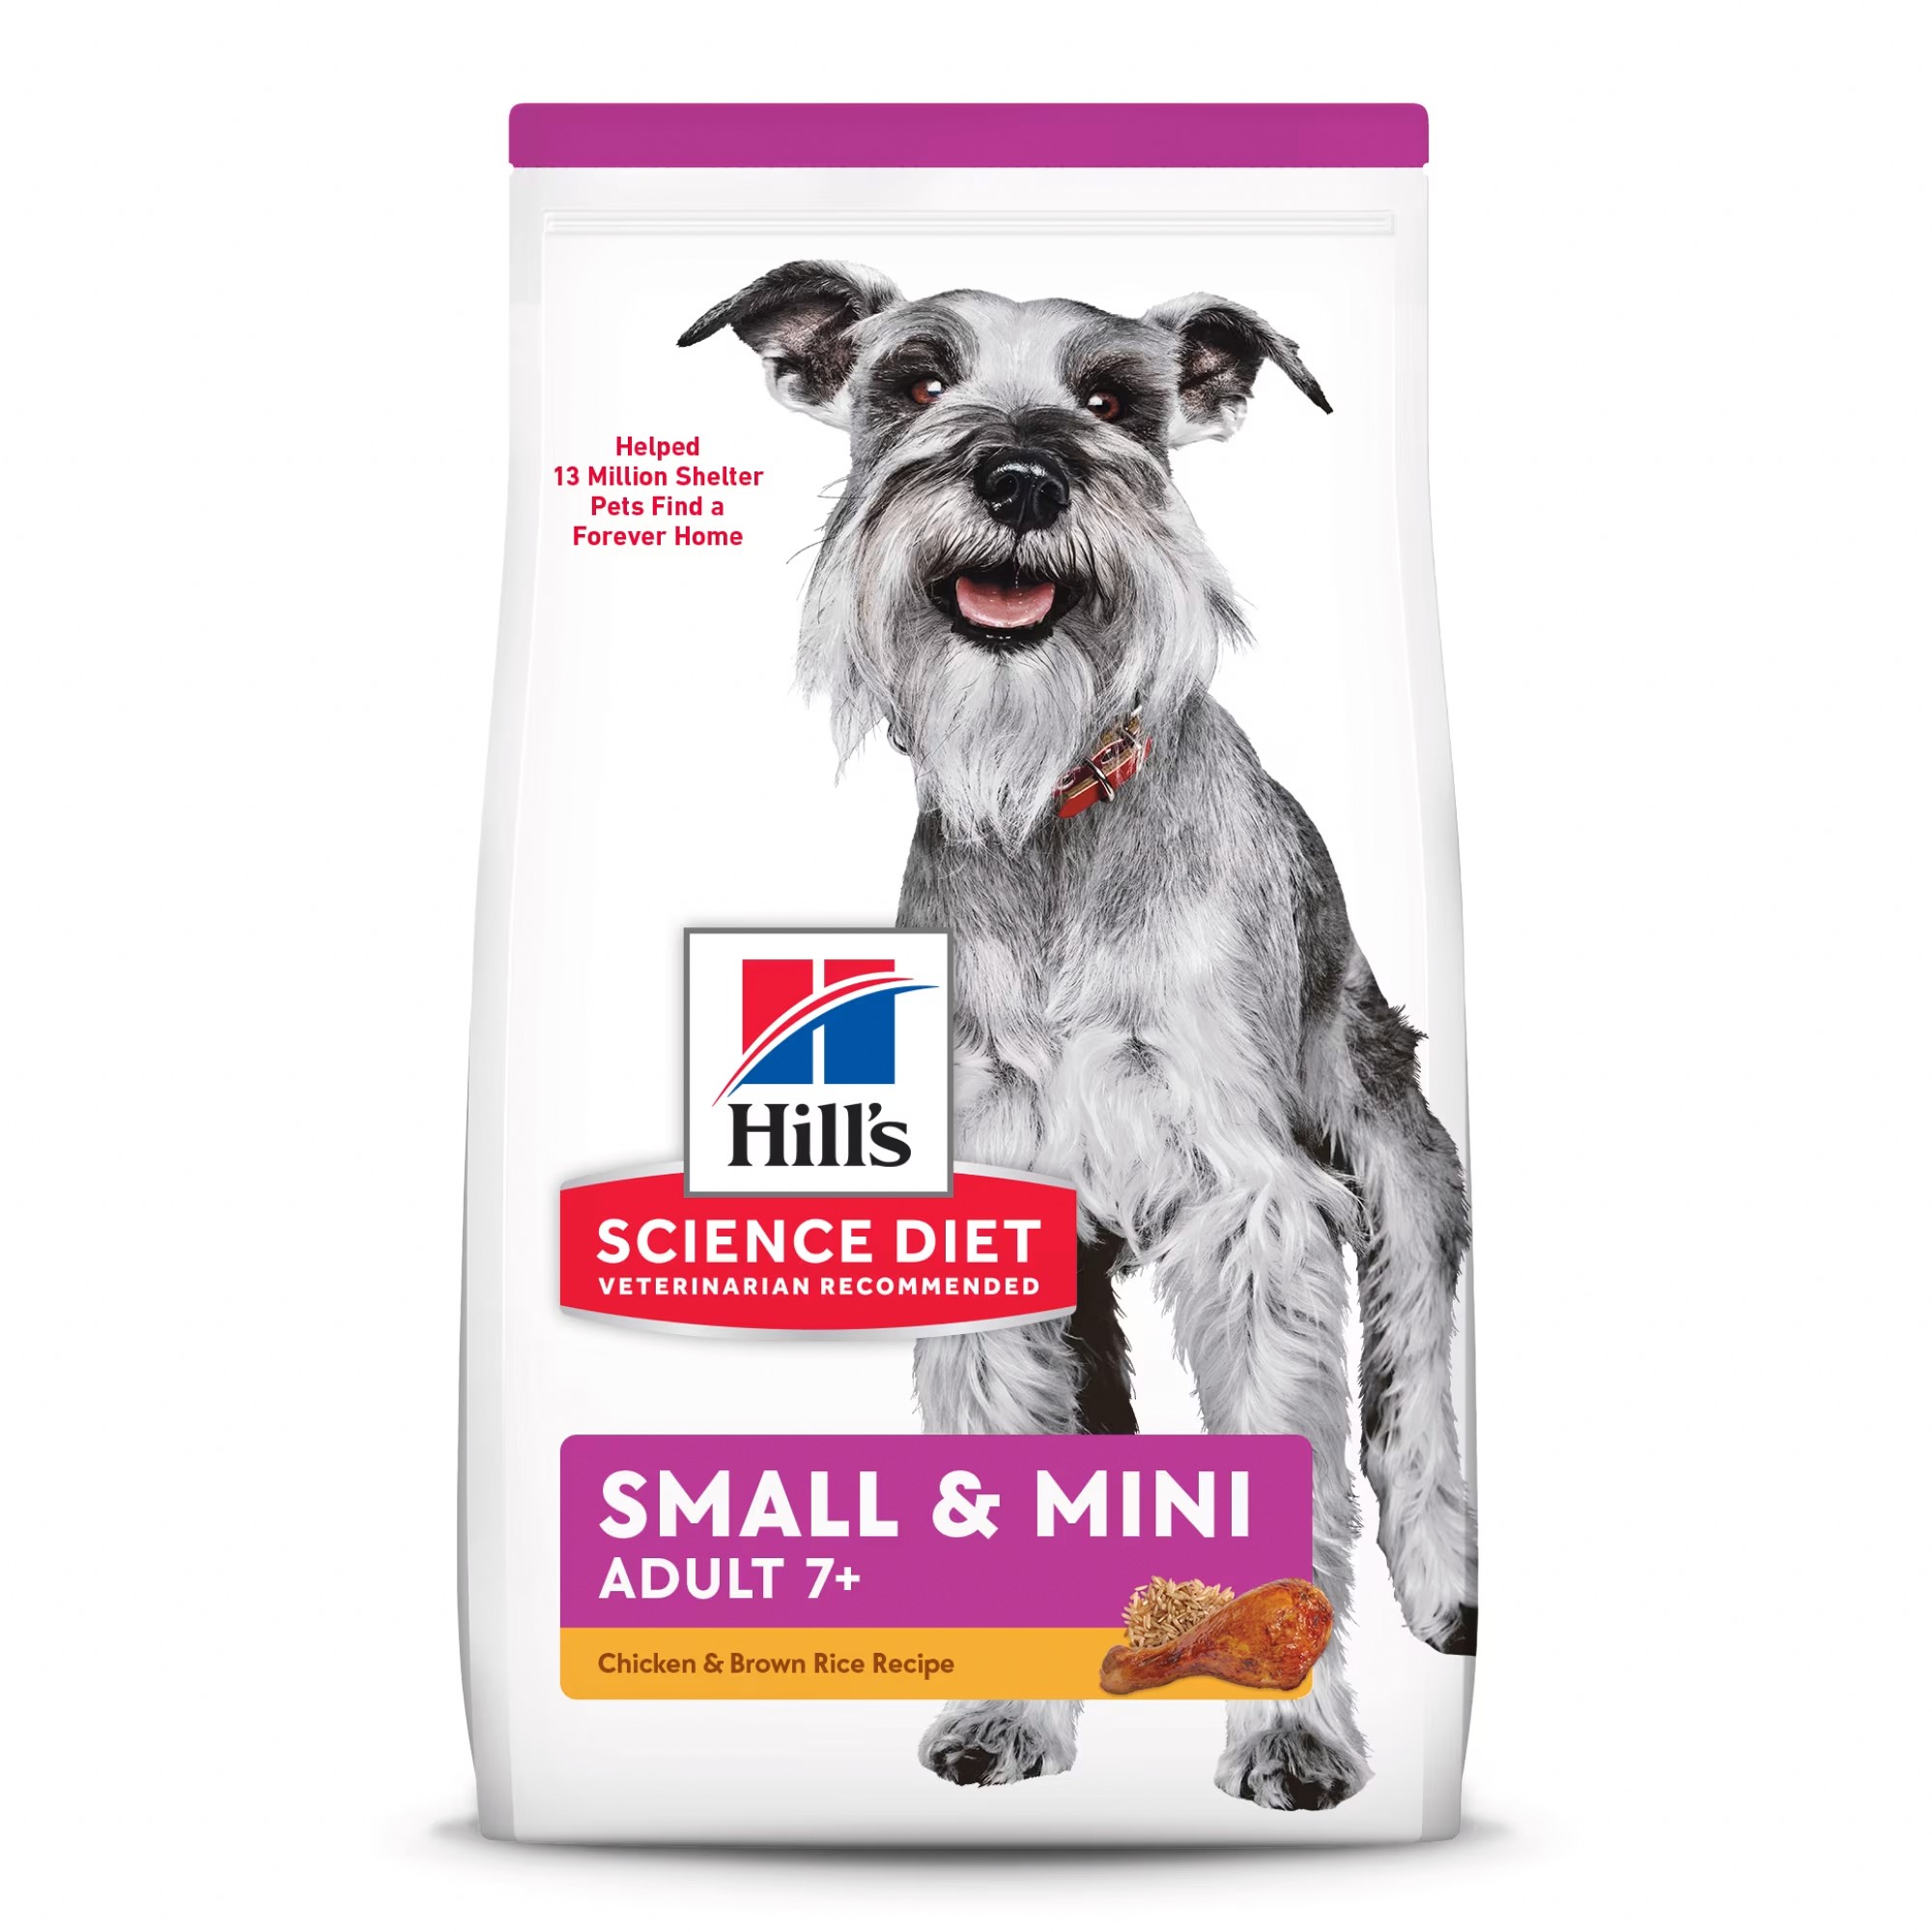 Helped
13 Million Shelter
Pets Find a
Forever Home
Hill's
SCIENCE DIET
VETERINARIAN RECOMMENDED
SMALL & MINI
ADULT 7+
Chicken & Brown Rice Recipe